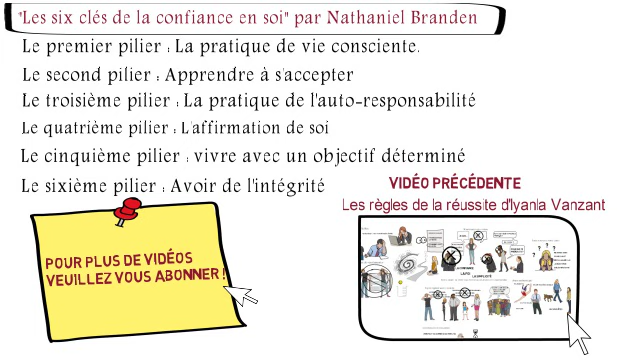 "Les six clés de la confiance en soi" par Nathaniel Branden
Le premier pilier : La pratique de vie consciente.
Le second pilier : Apprendre à s'accepter
Le troisième pilier : La pratique de l'auto-responsabilité
Le quatrième pilier : L'affirmation de soi
Le cinquième pilier : vivre avec un objectif déterminé
Le sixième pilier : Avoir de l'intégrité
VIDÉO PRÉCÉDENTE
Les règles de la réussite d'Iyanla Vanzant
POUR PLUS DE VIDÉOS
VEUILLEZ VOUS ABONNER !